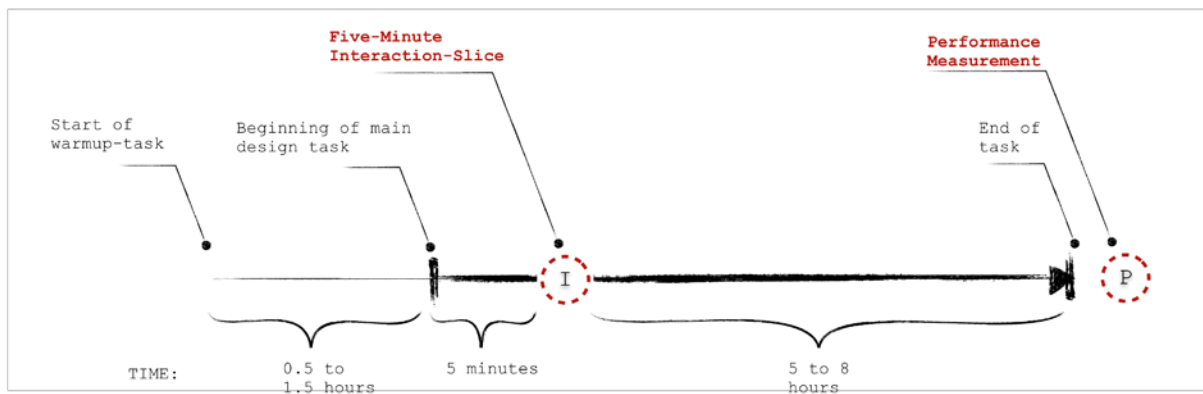 Five-Minute
Interaction-Slice
Performance
Measurement
Start of
warmup-task
Beginning of main
design task
End of
task
I
P
TIME:
0.5 to
1.5 hours
5 minutes
5 to 8
hours